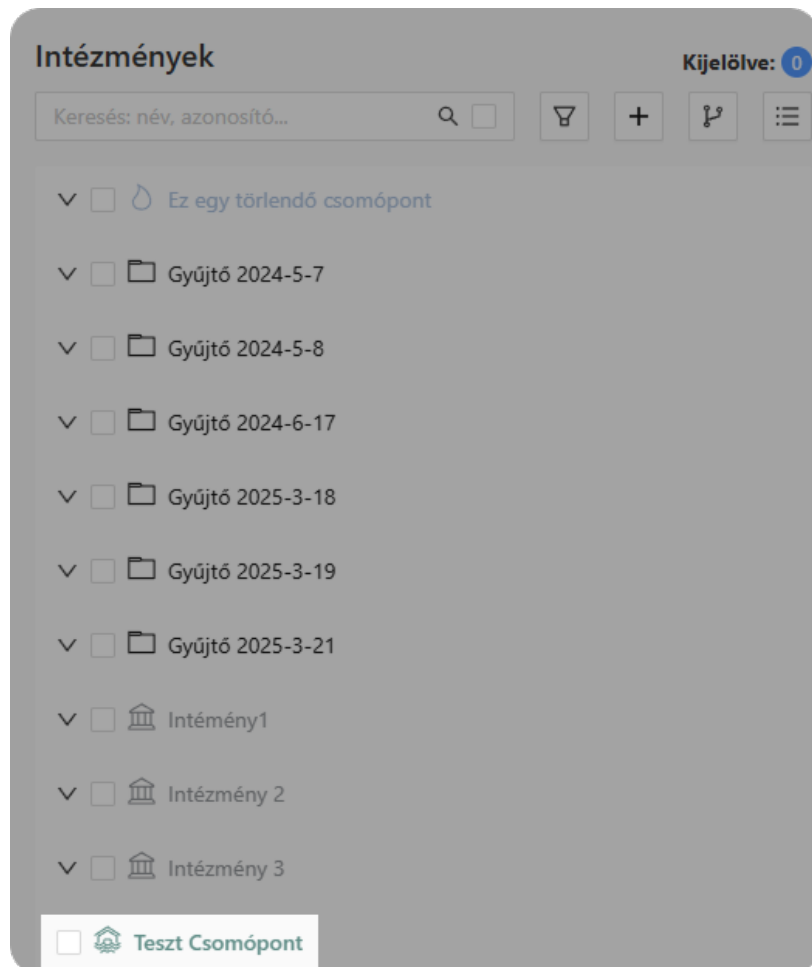 Intézmények
Kijelölve: 0
Keresés: név, azonosító...
Ez egy törlendő csomópont
Gyűjtő 2024-5-7
Gyűjtő 2024-5-8
Gyűjtő 2024-6-17
Gyűjtő 2025-3-18
Gyűjtő 2025-3-19
Gyűjtő 2025-3-21
Intémény1
Intézmény 2
Intézmény 3
Teszt Csomópont